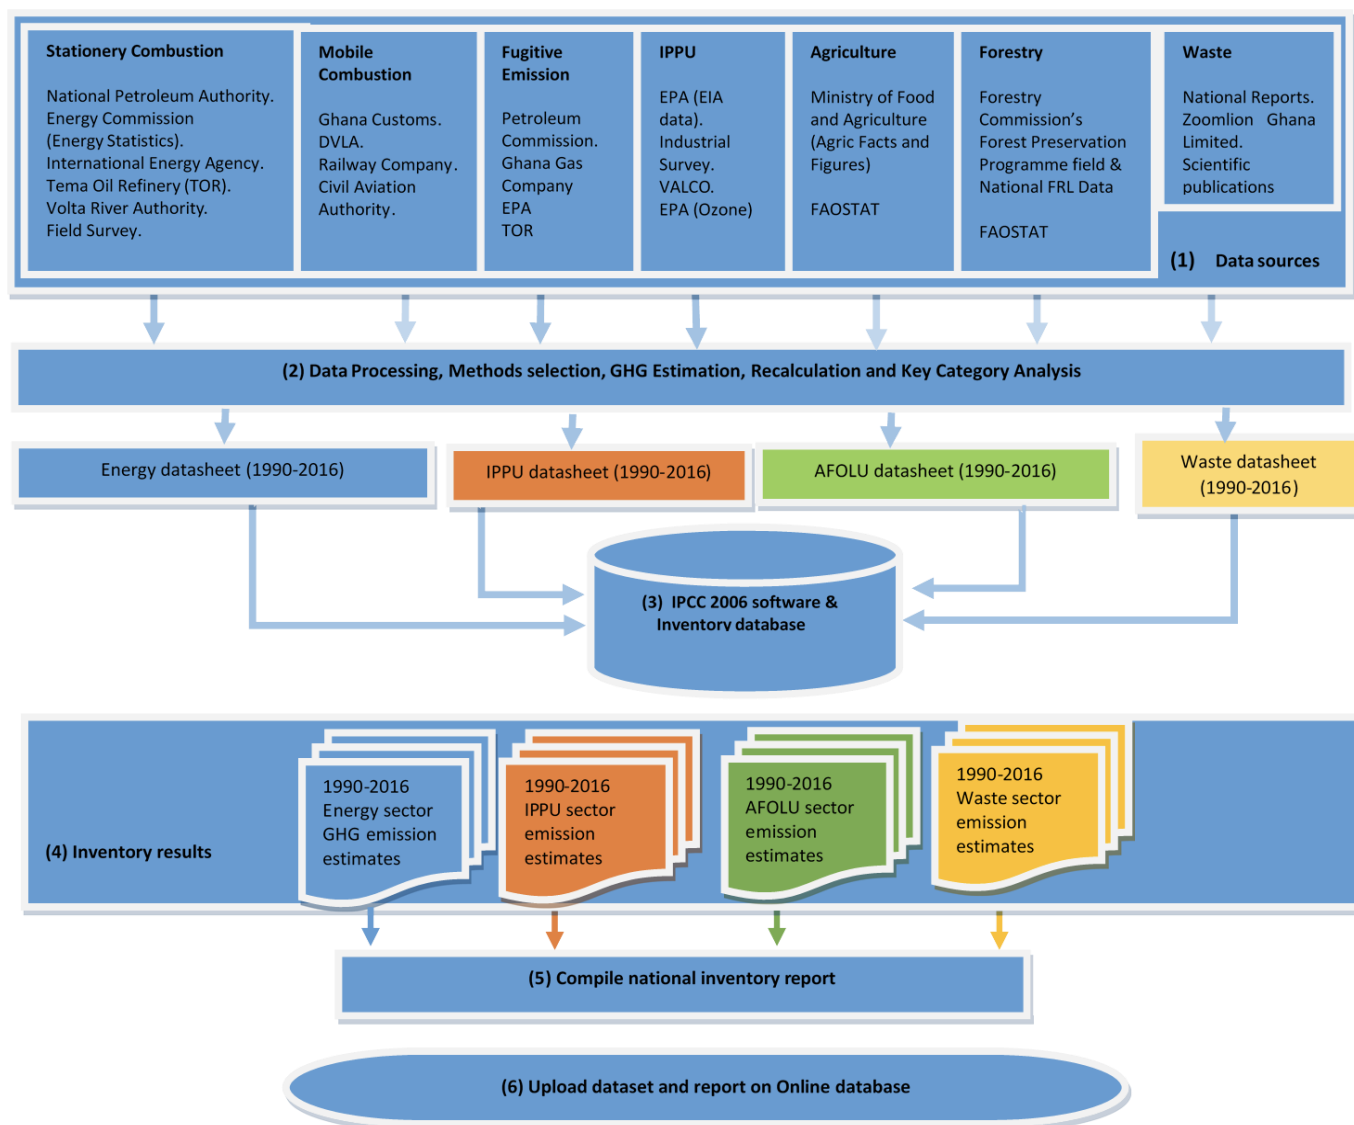 Stationery Combustion
National Petroleum Authority.
Energy Commission
(Energy Statistics).
International Energy Agency.
Tema Oil Refinery (TOR).
Volta River Authority.
Field Survey.
Mobile
Combustion
Ghana Customs.
DVLA.
Railway Company.
Civil Aviation
Authority.
Fugitive
Emission
Petroleum
Commission.
Ghana Gas
Company
EPA
TOR
IPPU
EPA (EIA
data).
Industrial
Survey.
VALCO.
EPA (Ozone)
Agriculture
Ministry of Food
and Agriculture
(Agric Facts and
Figures)
FAOSTAT
Forestry
Forestry
Commission’s
Forest Preservation
Programme field &
National FRL Data
FAOSTAT
Waste
National Reports.
Zoomlion Ghana
Limited.
Scientific
publications
(1) Data sources
(2) Data Processing, Methods selection, GHG Estimation, Recalculation and Key Category Analysis
Energy datasheet (1990-2016)
IPPU datasheet (1990-2016)
AFOLU datasheet (1990-2016)
Waste datasheet
(1990-2016)
(3) IPCC 2006 software &
Inventory database
(4) Inventory results
1990-2016
Energy sector
GHG emission
estimates
1990-2016
IPPU sector
emission
estimates
1990-2016
AFOLU sector
emission
estimates
1990-2016
Waste sector
emission
estimates
(5) Compile national inventory report
(6) Upload dataset and report on Online database